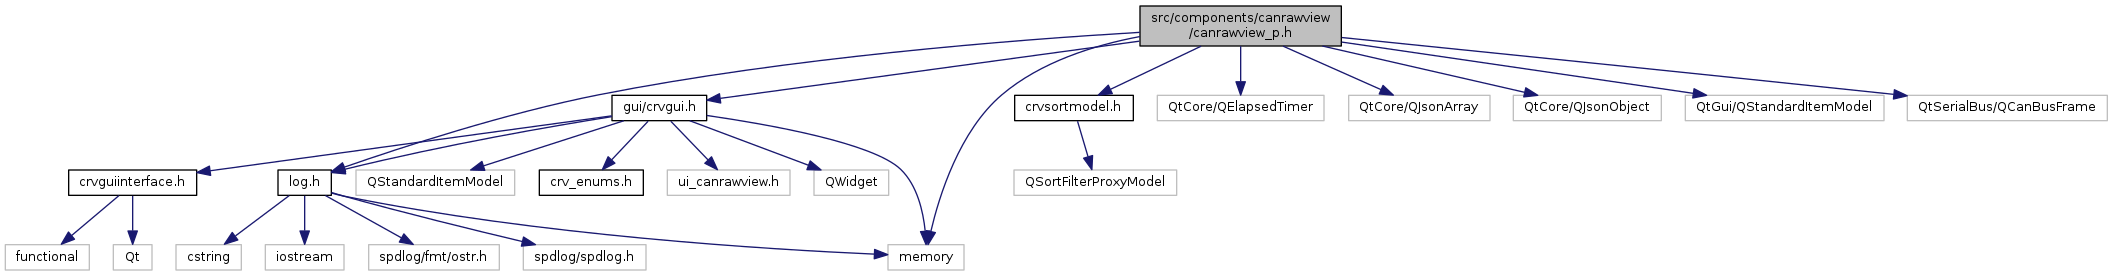 src/components/canrawview
/canrawview_p.h
gui/crvgui.h
crvsortmodel.h
QtCore/QElapsedTimer
QtCore/QJsonArray
QtCore/QJsonObject
QtGui/QStandardItemModel
QtSerialBus/QCanBusFrame
crvguiinterface.h
log.h
QStandardItemModel
crv_enums.h
ui_canrawview.h
QWidget
QSortFilterProxyModel
functional
Qt
cstring
iostream
spdlog/fmt/ostr.h
spdlog/spdlog.h
memory